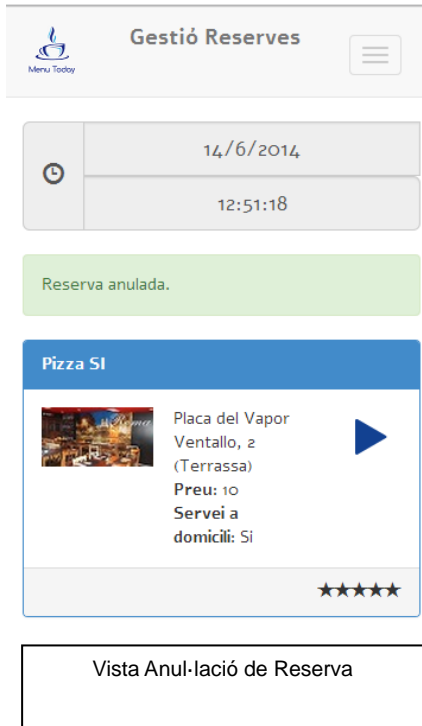 Gestió Reserves
Menu Today
14/6/2014
12:51:18
Reserva anulada.
Pizza SI
Roma
Placa del Vapor
Ventallo, 2
(Terrassa)
Preu: 10
Servei a
domicili: Si
★★★★★
Vista Anul·lació de Reserva